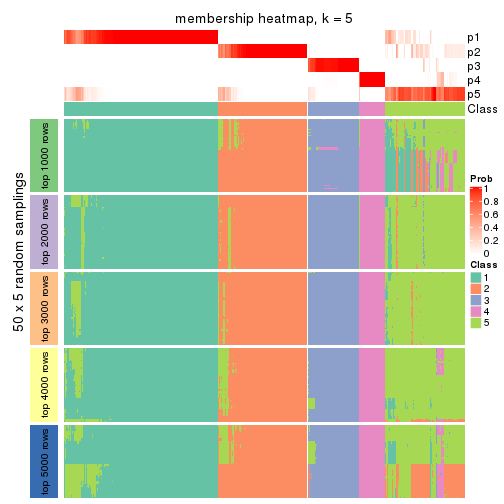 membership heatmap, k = 5
p1
p2
p3
p4
p5
Class
50 x 5 random samplings
top 1000 rows
top 2000 rows
top 3000 rows
top 4000 rows
top 5000 rows
Prob
1
0.8
0.6
0.4
0.2
0
Class
1
2
3
4
5